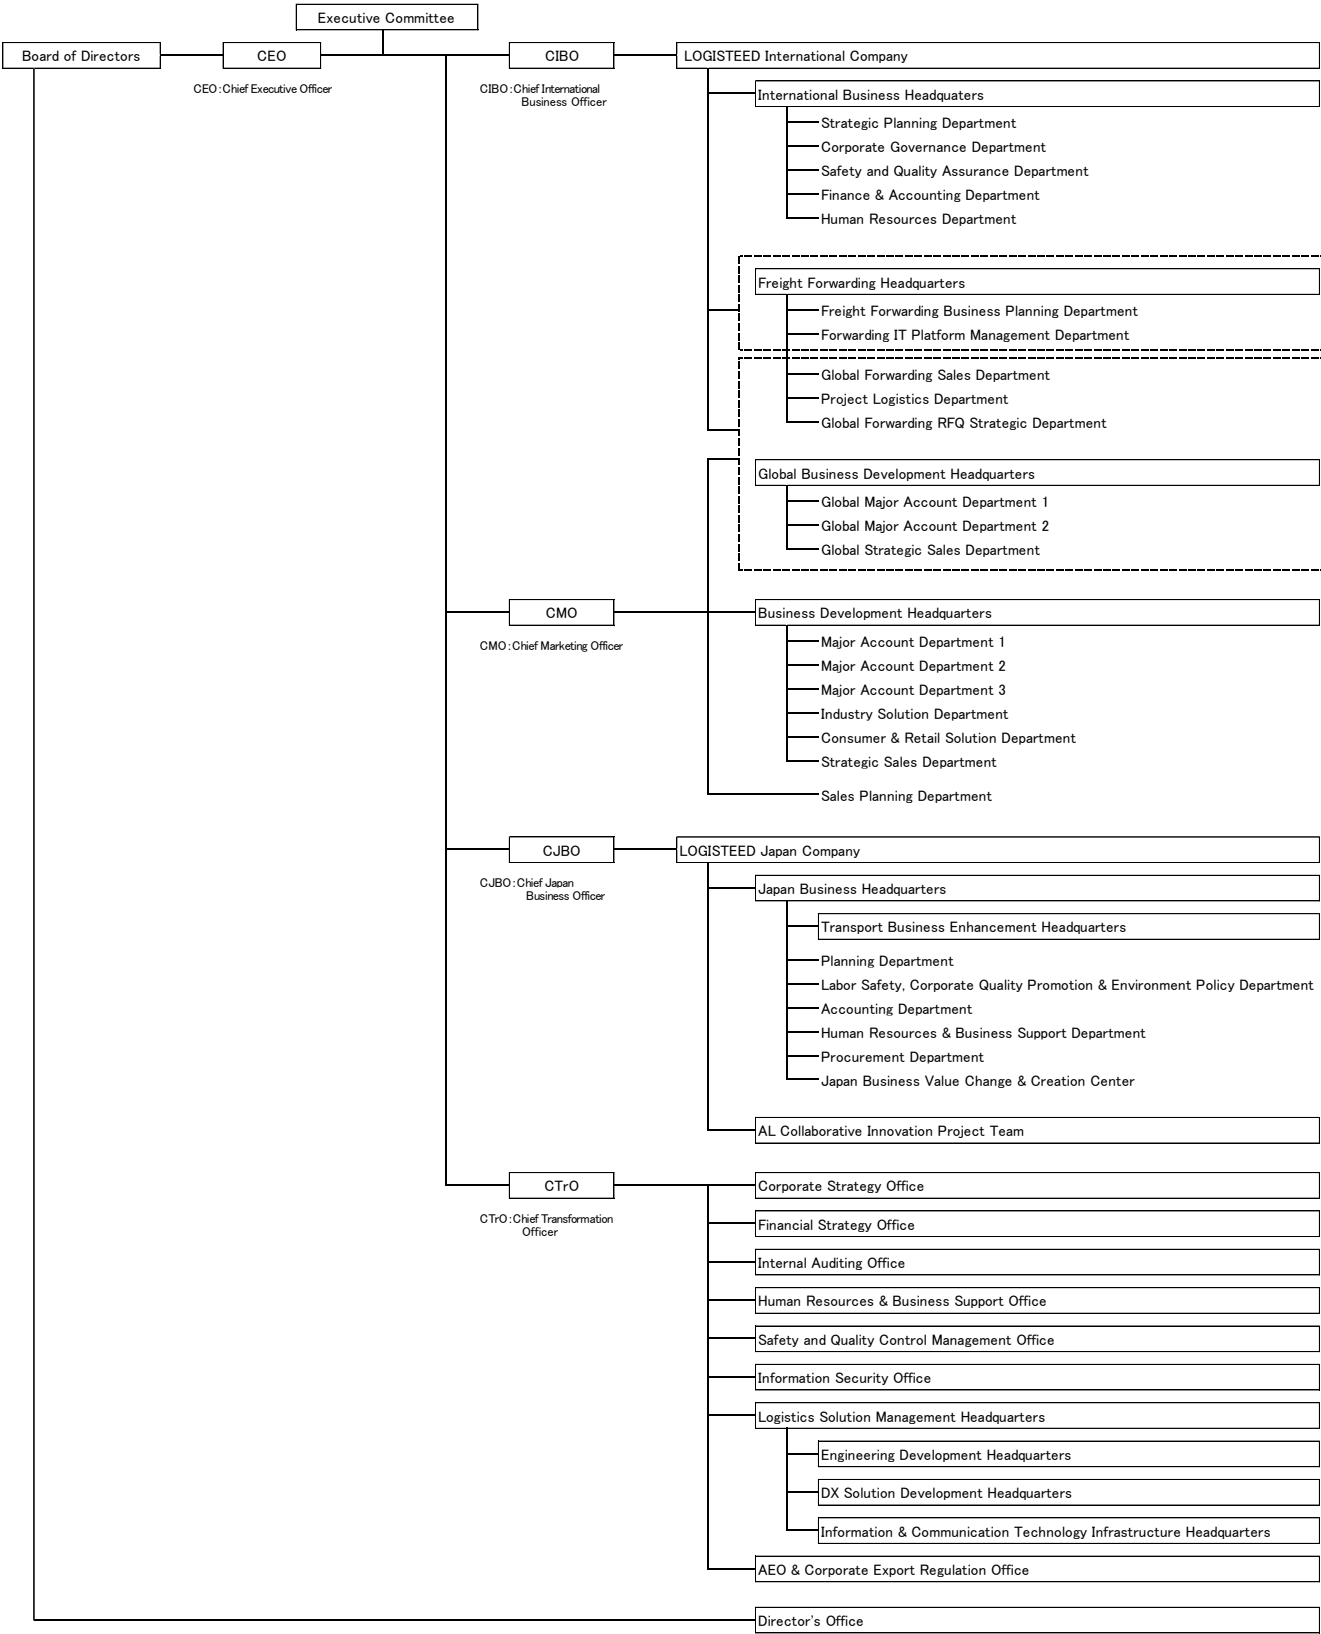 Executive Committee
Board of Directors
CEO
CIBO
LOGISTEED International Company
CEO:Chief Executive Officer
CIBO:Chief International
Business Officer
International Business Headquaters
Strategic Planning Department
Corporate Governance Department
Safety and Quality Assurance Department
Finance & Accounting Department
Human Resources Department
Freight Forwarding Headquarters
Freight Forwarding Business Planning Department
Forwarding IT Platform Management Department
Global Forwarding Sales Department
Project Logistics Department
Global Forwarding RFQ Strategic Department
Global Business Development Headquarters
Global Major Account Department 1
Global Major Account Department 2
Global Strategic Sales Department
CMO
Business Development Headquarters
CMO:Chief Marketing Officer
Major Account Department 1
Major Account Department 2
Major Account Department 3
Industry Solution Department
Consumer & Retail Solution Department
Strategic Sales Department
Sales Planning Department
CJBO
LOGISTEED Japan Company
CJBO:Chief Japan
Business Officer
Japan Business Headquarters
Transport Business Enhancement Headquarters
Planning Department
Labor Safety, Corporate Quality Promotion & Environment Policy Department
Accounting Department
Human Resources & Business Support Department
Procurement Department
Japan Business Value Change & Creation Center
AL Collaborative Innovation Project Team
CTrO
Corporate Strategy Office
CTrO:Chief Transformation
Officer
Financial Strategy Office
Internal Auditing Office
Human Resources & Business Support Office
Safety and Quality Control Management Office
Information Security Office
Logistics Solution Management Headquarters
Engineering Development Headquarters
DX Solution Development Headquarters
Information & Communication Technology Infrastructure Headquarters
AEO & Corporate Export Regulation Office
Director's Office